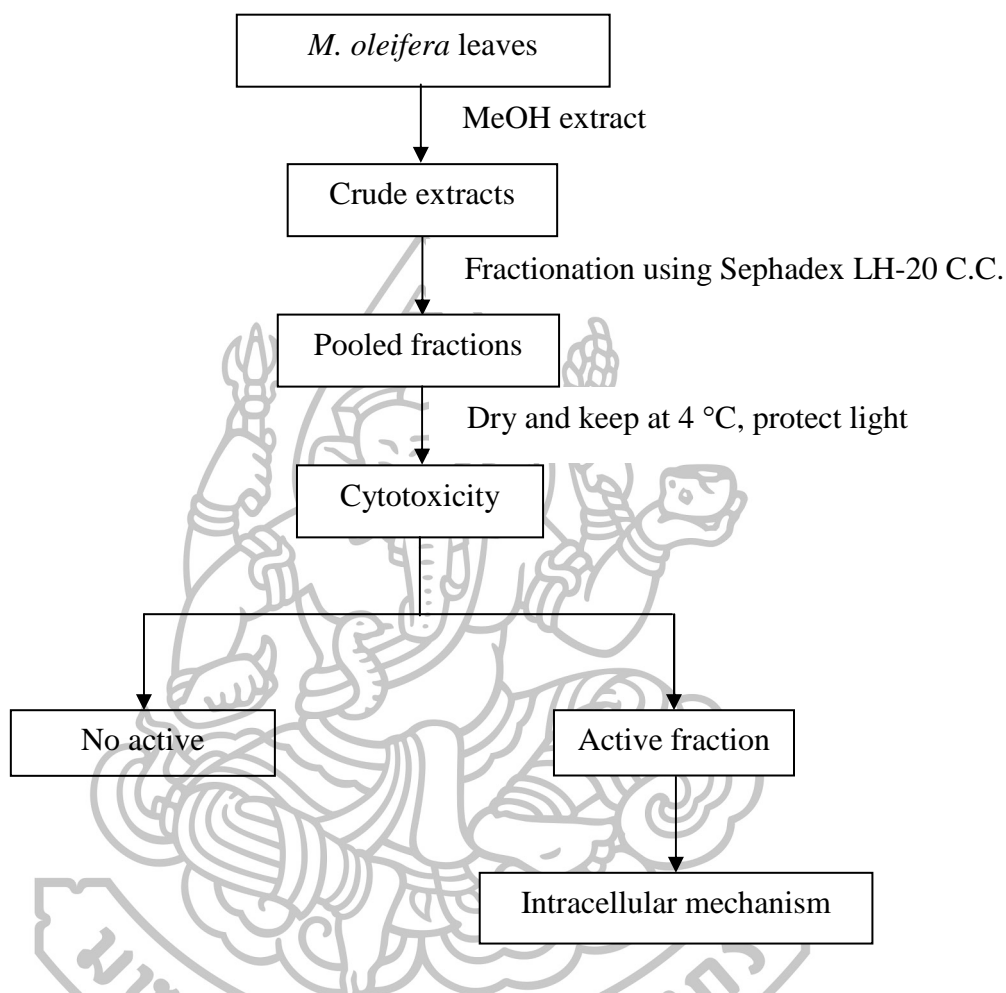 M. oleifera leaves
MeOH extract
Crude extracts
Fractionation using Sephadex LH-20 C.C.
Pooled fractions
Dry and keep at 4 °C, protect light
Cytotoxicity
No active
Active fraction
Intracellular mechanism